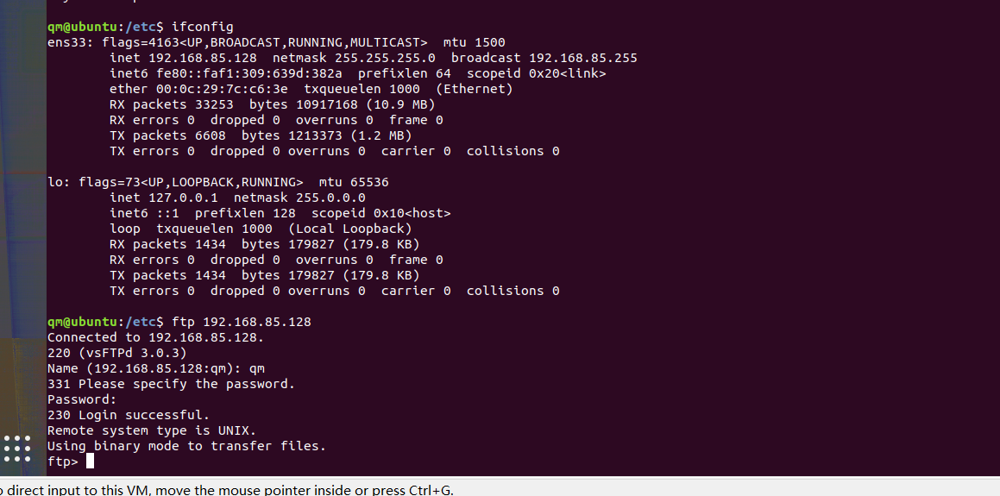 qm@ubuntu:/etc$ ifconfig
ens33: flags=4163<UP,BROADCAST,RUNNING,MULTICAST>  mtu 1500
        inet 192.168.85.128  netmask 255.255.255.0  broadcast 192.168.85.255
        inet6 fe80::faf1:309:639d:382a  prefixlen 64  scopeid 0x20<link>
        ether 00:0c:29:7c:c6:3e  txqueuelen 1000  (Ethernet)
        RX packets 33253  bytes 10917168 (10.9 MB)
        RX errors 0  dropped 0  overruns 0  frame 0
        TX packets 6608  bytes 1213373 (1.2 MB)
        TX errors 0  dropped 0 overruns 0  carrier 0  collisions 0
lo: flags=73<UP,LOOPBACK,RUNNING>  mtu 65536
        inet 127.0.0.1  netmask 255.0.0.0
        inet6 ::1  prefixlen 128  scopeid 0x10<host>
        loop  txqueuelen 1000  (Local Loopback)
        RX packets 1434  bytes 179827 (179.8 KB)
        RX errors 0  dropped 0  overruns 0  frame 0
        TX packets 1434  bytes 179827 (179.8 KB)
        TX errors 0  dropped 0 overruns 0  carrier 0  collisions 0
qm@ubuntu:/etc$ ftp 192.168.85.128
Connected to 192.168.85.128.
220 (vsFTPd 3.0.3)
Name (192.168.85.128:qm): qm
331 Please specify the password.
Password:
230 Login successful.
Remote system type is UNIX.
Using binary mode to transfer files.
ftp>
direct input to this VM, move the mouse pointer inside or press Ctrl+G.